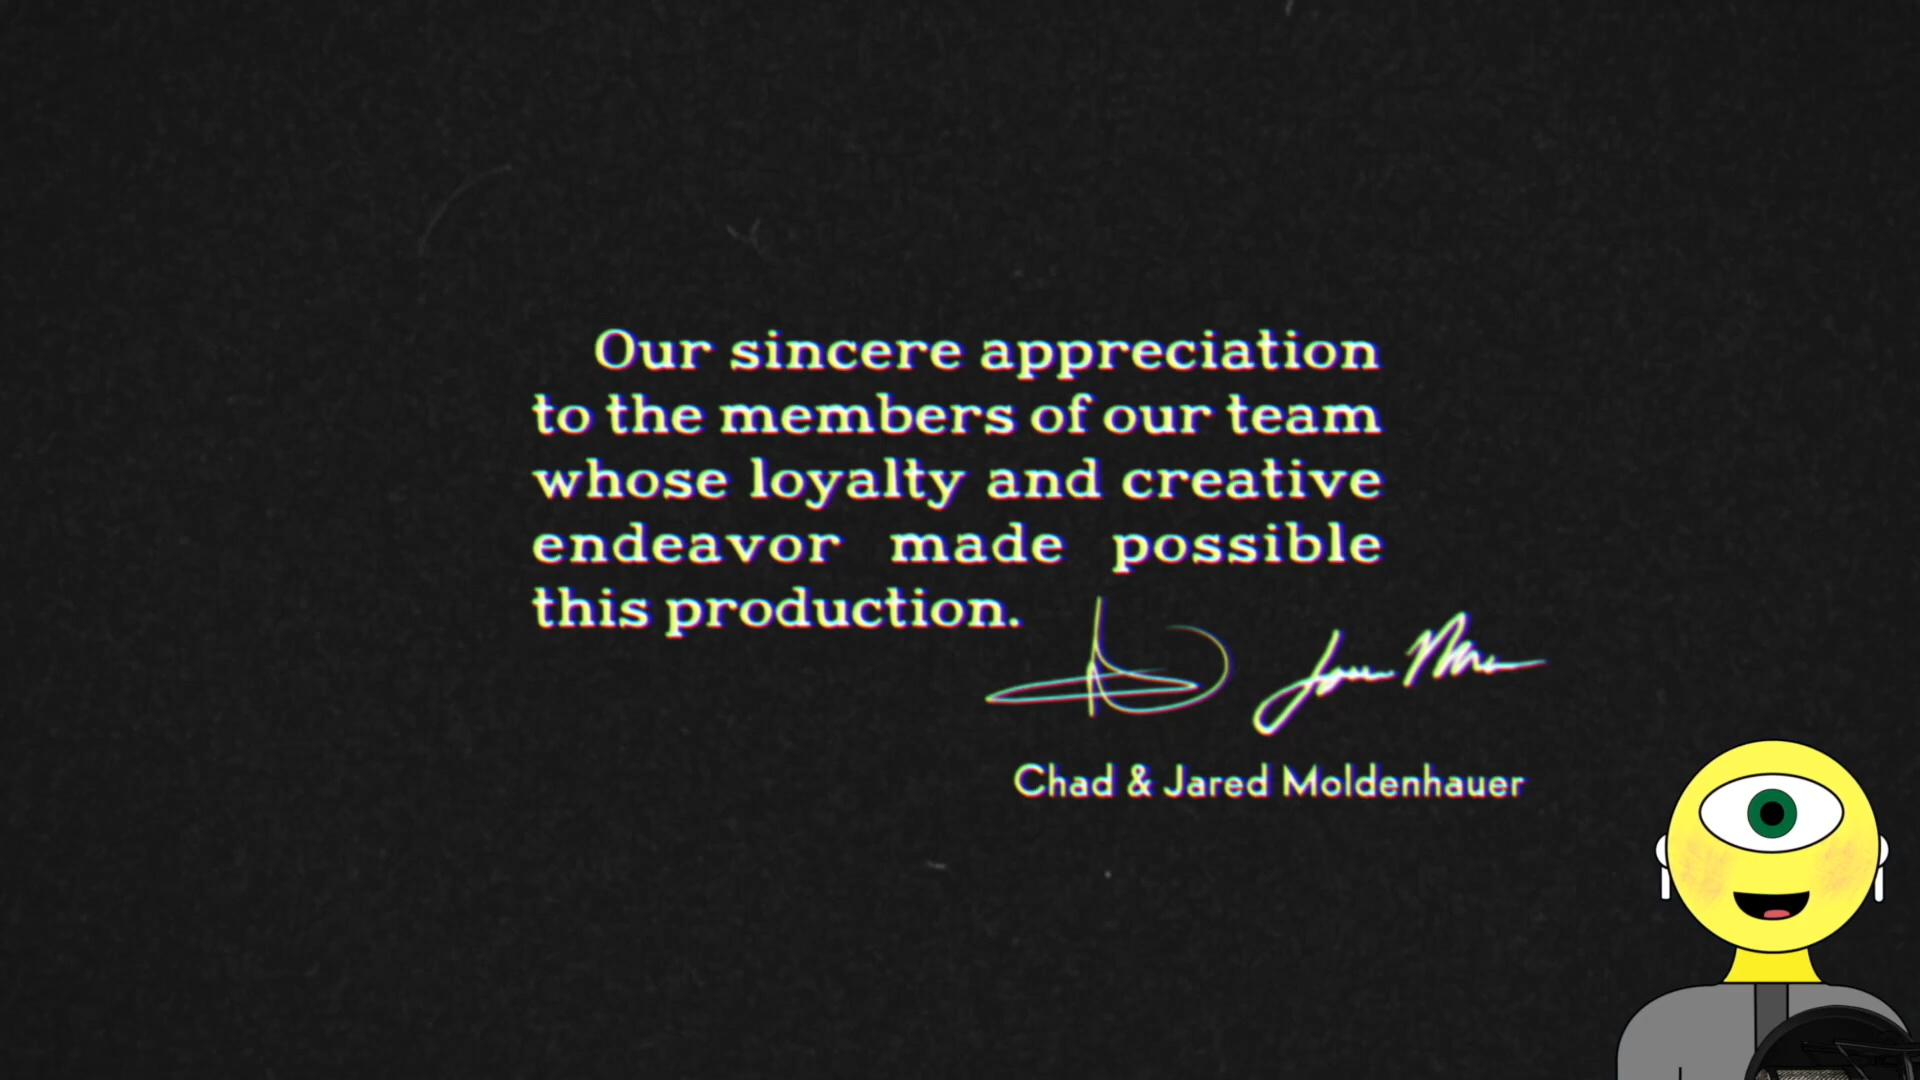 Our sincere appreciation
to the members of our team
whose loyalty and creative
endeavor made possible
this production.
Chad & Jared Moldenhauer